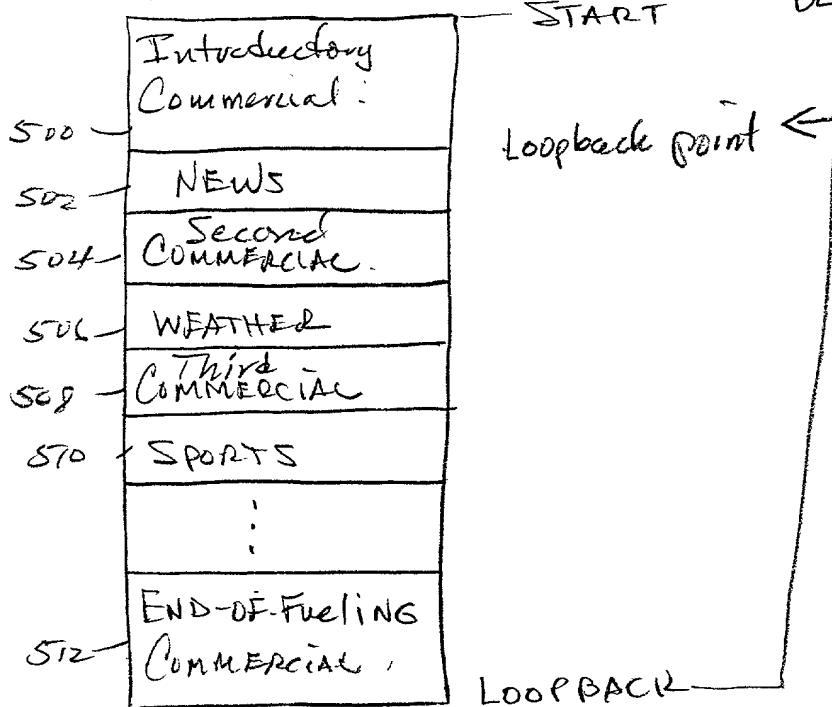 START
Introductory
Commercial:
500
Loopback point
NEWS
502
Second
COMMERCIAL.
504
WEATHER
506
Third
COMMERCIAL
508
SPORTS
510
END-OF-FUELING
COMMERCIAL,
512
LOOPBACK